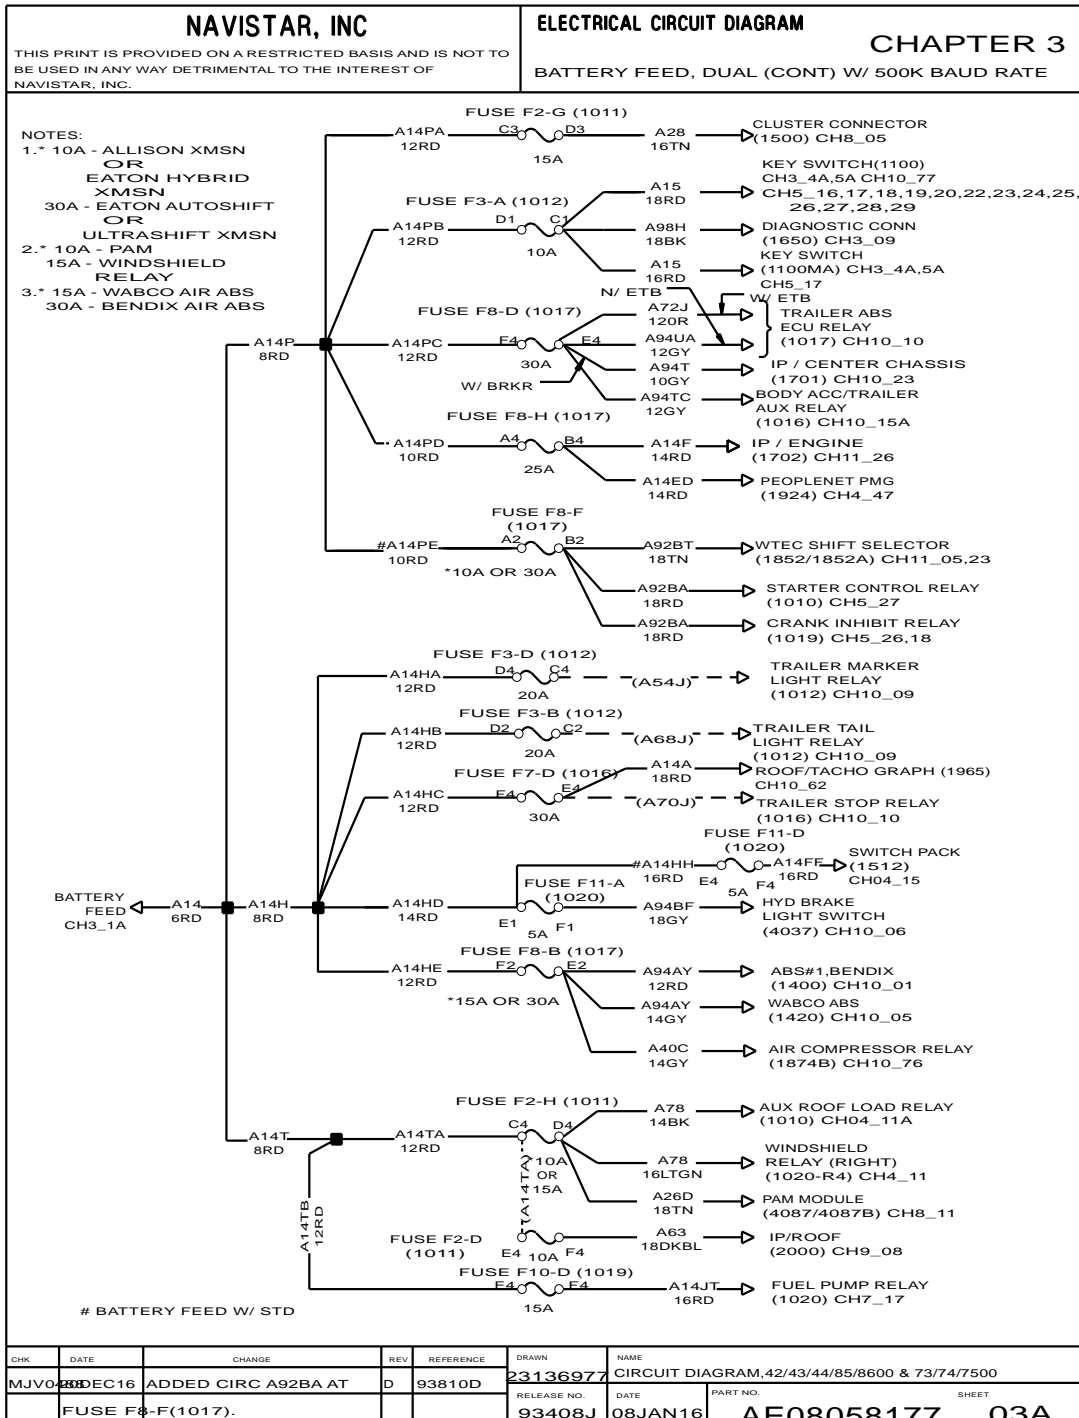 NAVISTAR, INC
THIS PRINT IS PROVIDED ON A RESTRICTED BASIS AND IS NOT TO
BE USED IN ANY WAY DETRIMENTAL TO THE INTEREST OF
NAVISTAR, INC.
ELECTRICAL CIRCUIT DIAGRAM
CHAPTER 3
BATTERY FEED, DUAL (CONT) W/ 500K BAUD RATE
NOTES:
1.* 10A - ALLISON XMSN
OR
EATON HYBRID
XMSN
30A - EATON AUTOSHIFT
OR
ULTRASHIFT XMSN
2.* 10A - PAM
15A - WINDSHIELD
RELAY
3.* 15A - WABCO AIR ABS
30A - BENDIX AIR ABS
FUSE F2-G (1011)
A14PA
12RD
C3
D3
15A
A28
16TN
CLUSTER CONNECTOR
(1500) CH8_05
FUSE F3-A (1012)
A14PB
12RD
D1
C1
10A
A15
18RD
KEY SWITCH(1100)
CH3_4A,5A CH10_77
CH5_16,17,18,19,20,22,23,24,25,
26,27,28,29
A98H
18BK
DIAGNOSTIC CONN
(1650) CH3_09
A15
16RD
KEY SWITCH
(1100MA) CH3_4A,5A
CH5_17
N/ ETB
W/ ETB
FUSE F8-D (1017)
A14P
8RD
A14PC
12RD
F4
E4
30A
W/ BRKR
A72J
120R
A94UA
12GY
TRAILER ABS
ECU RELAY
(1017) CH10_10
A94T
10GY
IP / CENTER CHASSIS
(1701) CH10_23
A94TC
12GY
BODY ACC/TRAILER
AUX RELAY
(1016) CH10_15A
FUSE F8-H (1017)
A14PD
10RD
A4
B4
25A
A14F
14RD
IP / ENGINE
(1702) CH11_26
A14ED
14RD
PEOPLENET PMG
(1924) CH4_47
FUSE F8-F
(1017)
#A14PE
10RD
A2
B2
*10A OR 30A
A92BT
18TN
WTEC SHIFT SELECTOR
(1852/1852A) CH11_05,23
A92BA
18RD
STARTER CONTROL RELAY
(1010) CH5_27
A92BA
18RD
CRANK INHIBIT RELAY
(1019) CH5_26,18
FUSE F3-D (1012)
A14HA
12RD
D4
C4
20A
(A54J)
TRAILER MARKER
LIGHT RELAY
(1012) CH10_09
FUSE F3-B (1012)
A14HB
12RD
D2
C2
20A
(A68J)
TRAILER TAIL
LIGHT RELAY
(1012) CH10_09
FUSE F7-D (1016)
A14HC
12RD
E4
E4
30A
A14A
18RD
ROOF/TACHO GRAPH (1965)
CH10_62
(A70J)
TRAILER STOP RELAY
(1016) CH10_10
FUSE F11-D
(1020)
#A14HH
16RD
E4
5A
F4
A14FF
16RD
SWITCH PACK
(1512)
CH04_15
BATTERY
FEED
CH3_1A
A14
6RD
A14H
8RD
A14HD
14RD
FUSE F11-A
(1020)
E1
5A
F1
A94BF
18GY
HYD BRAKE
LIGHT SWITCH
(4037) CH10_06
FUSE F8-B (1017)
A14HE
12RD
F2
E2
*15A OR 30A
A94AY
12RD
ABS#1,BENDIX
(1400) CH10_01
A94AY
14GY
WABCO ABS
(1420) CH10_05
A40C
14GY
AIR COMPRESSOR RELAY
(1874B) CH10_76
FUSE F2-H (1011)
A14T
8RD
A14TA
12RD
C4
D4
*10A
OR
15A
(A14TA)
A78
14BK
AUX ROOF LOAD RELAY
(1010) CH04_11A
A78
16LTGN
WINDSHIELD
RELAY (RIGHT)
(1020-R4) CH4_11
A26D
18TN
PAM MODULE
(4087/4087B) CH8_11
A14TB
12RD
FUSE F2-D
(1011)
E4
10A
F4
A63
18DKBL
IP/ROOF
(2000) CH9_08
FUSE F10-D (1019)
E4
F4
15A
A14JT
16RD
FUEL PUMP RELAY
(1020) CH7_17
# BATTERY FEED W/ STD
CHK
DATE
CHANGE
REV
REFERENCE
DRAWN
NAME
DEC16
ADDED CIRC A92BA AT
D
93810D
23136977
CIRCUIT DIAGRAM,42/43/44/85/8600 & 73/74/7500
FUSE F8-F(1017).
RELEASE NO.
93408J
DATE
08JAN16
PART NO.
AE08058177
SHEET
03A